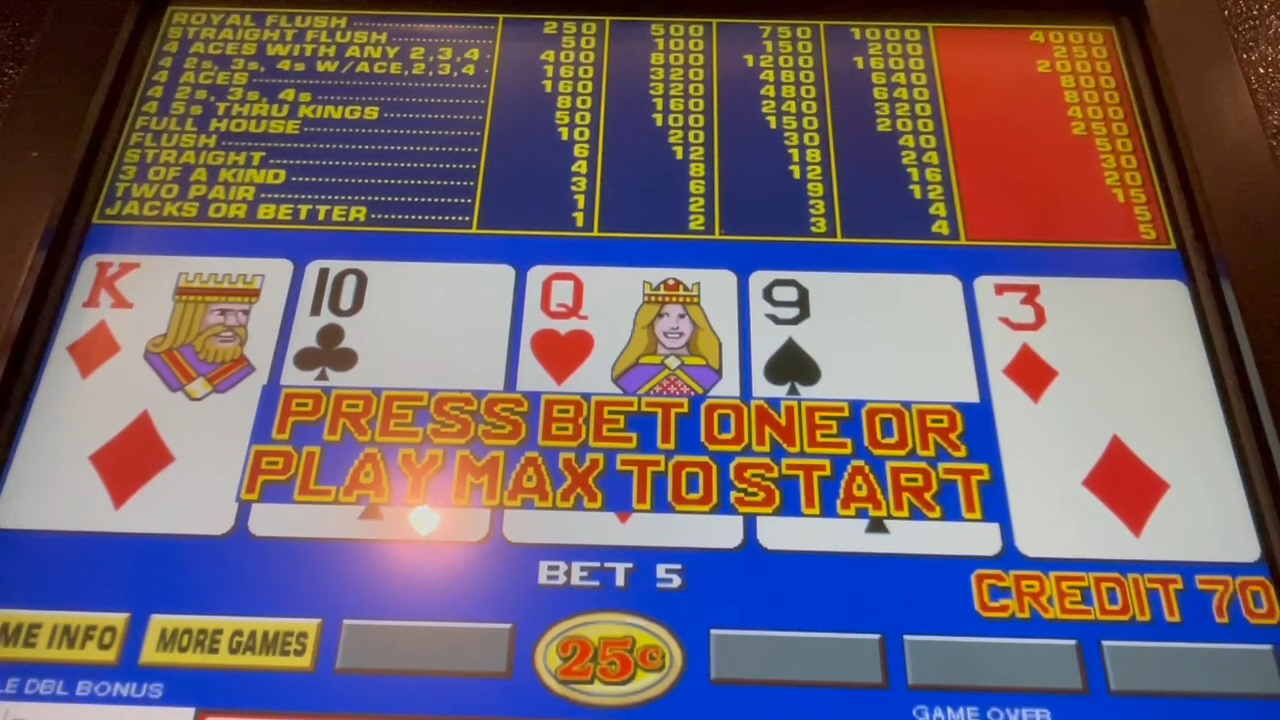 ROYAL FLUSH 250 500 750 1000 4000
STRAIGHT FLUSH 50 100 150 200 250
4 ACES WITH ANY 2,3,4 400 800 1200 1600 2000
4 2s, 3s, 4s W/ACE,2,3,4 160 320 480 640 800
4 ACES 160 320 480 640 800
4 2s, 3s, 4s 80 160 240 320 400
4 5s THRU KINGS 50 100 150 200 250
FULL HOUSE 10 20 30 40 50
FLUSH 6 12 18 24 30
STRAIGHT 4 8 12 16 20
3 OF A KIND 3 6 9 12 15
TWO PAIR 1 2 3 4 5
JACKS OR BETTER 1 2 3 4 5
K 10 Q 9 3
PRESS BET ONE OR
PLAY MAX TO START
BET 5
CREDIT 70
ME INFO
MORE GAMES
25¢
LE DBL BONUS
GAME OVER